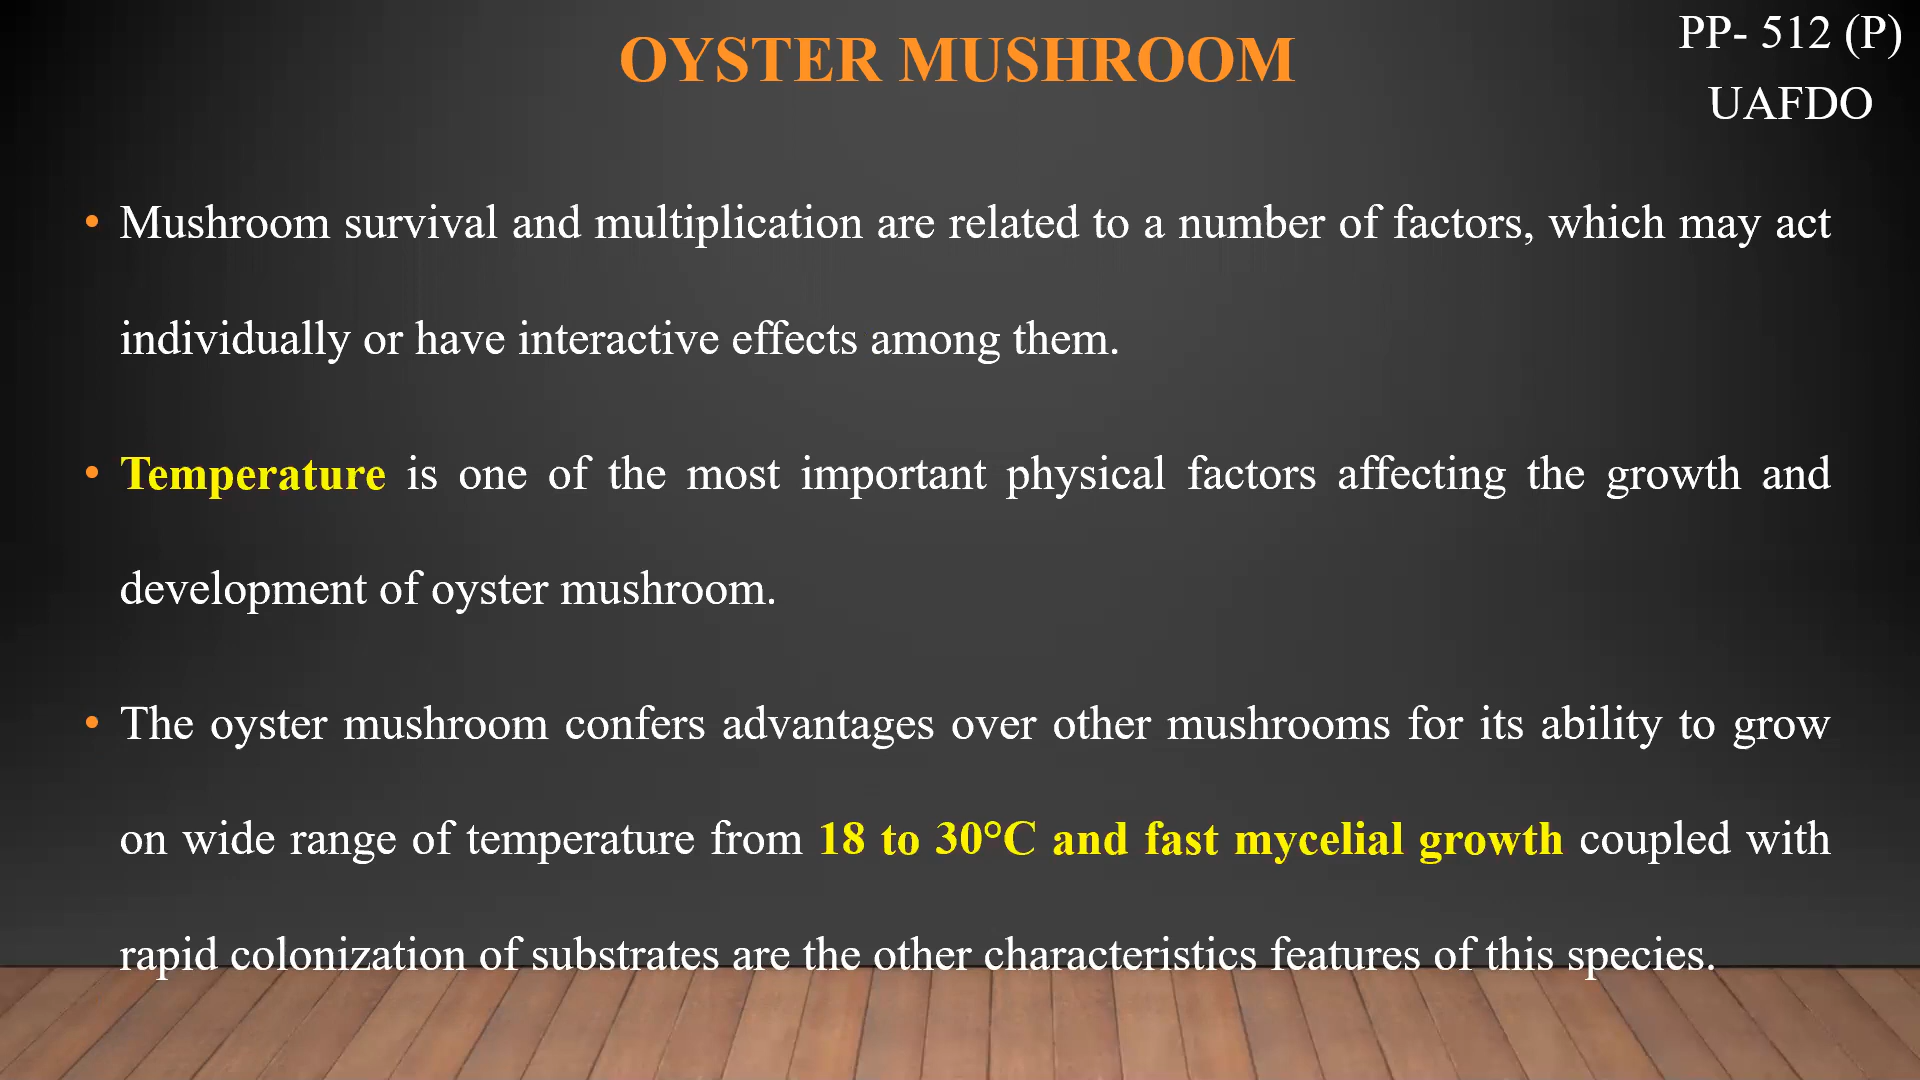 OYSTER MUSHROOM
PP- 512 (P)
UAFDO
• Mushroom survival and multiplication are related to a number of factors, which may act
individually or have interactive effects among them.
• Temperature is one of the most important physical factors affecting the growth and
development of oyster mushroom.
• The oyster mushroom confers advantages over other mushrooms for its ability to grow
on wide range of temperature from 18 to 30°C and fast mycelial growth coupled with
rapid colonization of substrates are the other characteristics features of this species.